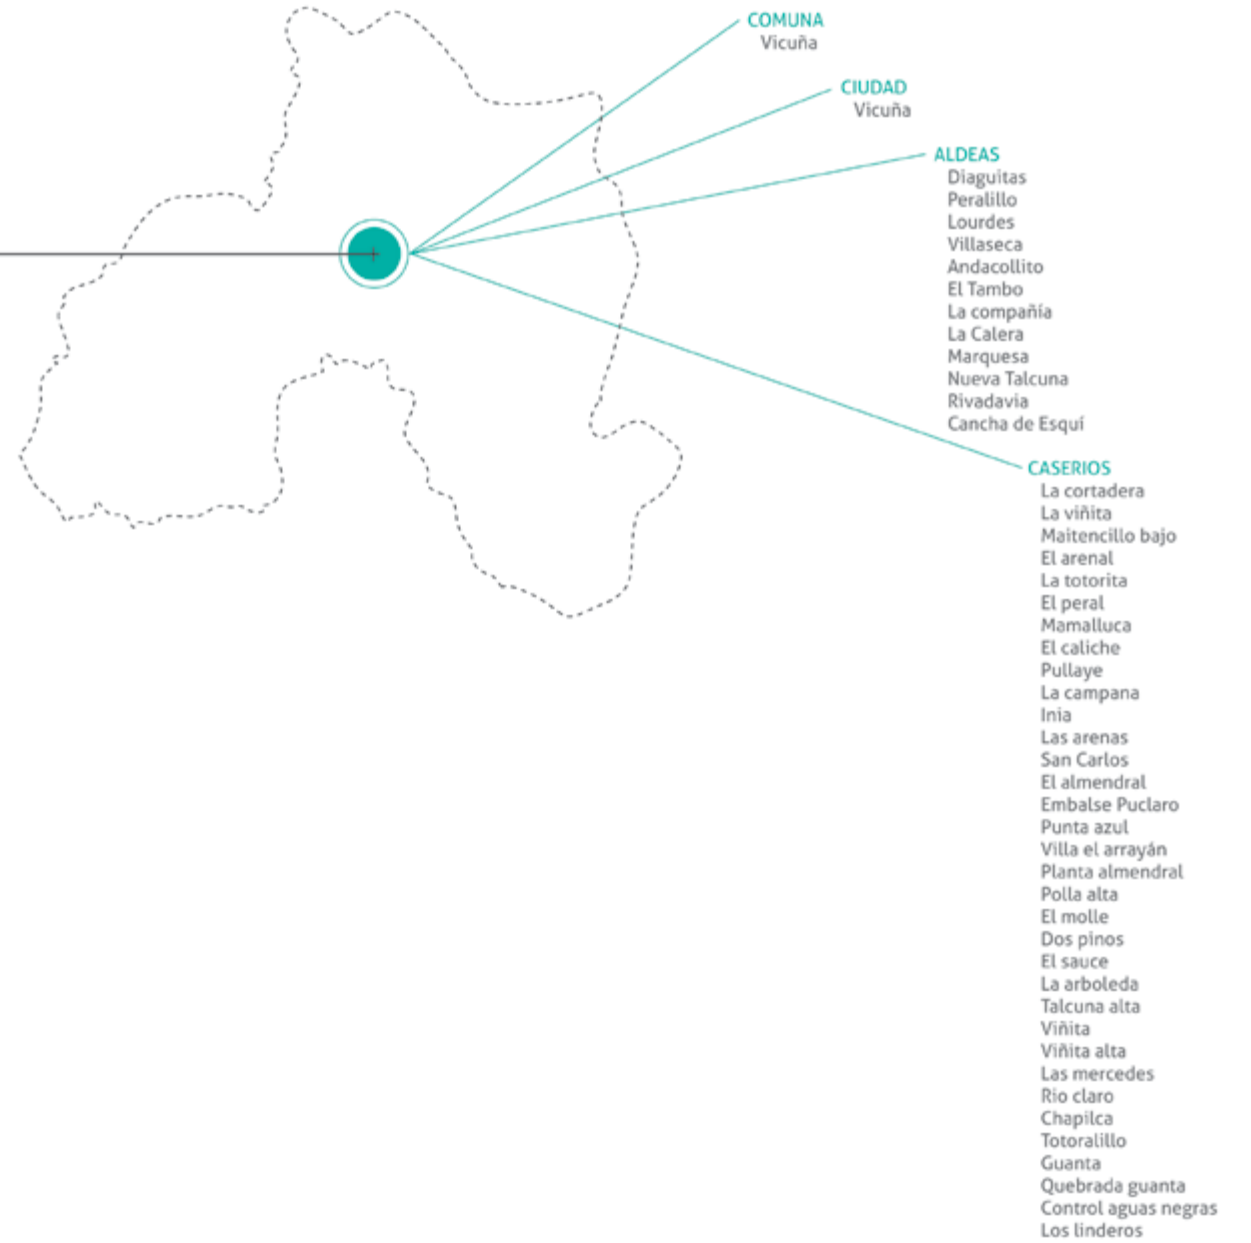 COMUNA
Vicuña
CIUDAD
Vicuña
ALDEAS
Diaguitas
Peralillo
Lourdes
Villaseca
Andacollito
El Tambo
La compañía
La Calera
Marquesa
Nueva Talcuna
Rivadavia
Cancha de Esquí
CASERIOS
La cortadera
La viñita
Maitencillo bajo
El arenal
La totorita
El peral
Mamalluca
El caliche
Pullaye
La campana
Inia
Las arenas
San Carlos
El almendral
Embalse Puclaro
Punta azul
Villa el arrayán
Planta almendral
Polla alta
El molle
Dos pinos
El sauce
La arboleda
Talcuna alta
Viñita
Viñita alta
Las mercedes
Rio claro
Chapilca
Totoralillo
Guanta
Quebrada guanta
Control aguas negras
Los linderos